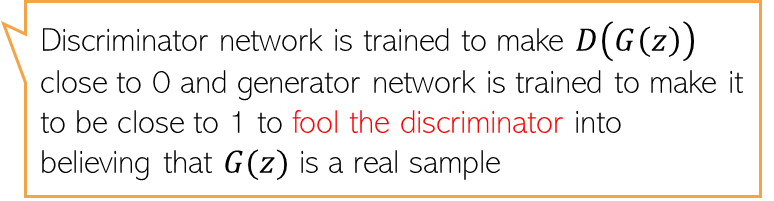 Discriminator network is trained to make D(G(z))
close to 0 and generator network is trained to make it
to be close to 1 to fool the discriminator into
believing that G(z) is a real sample